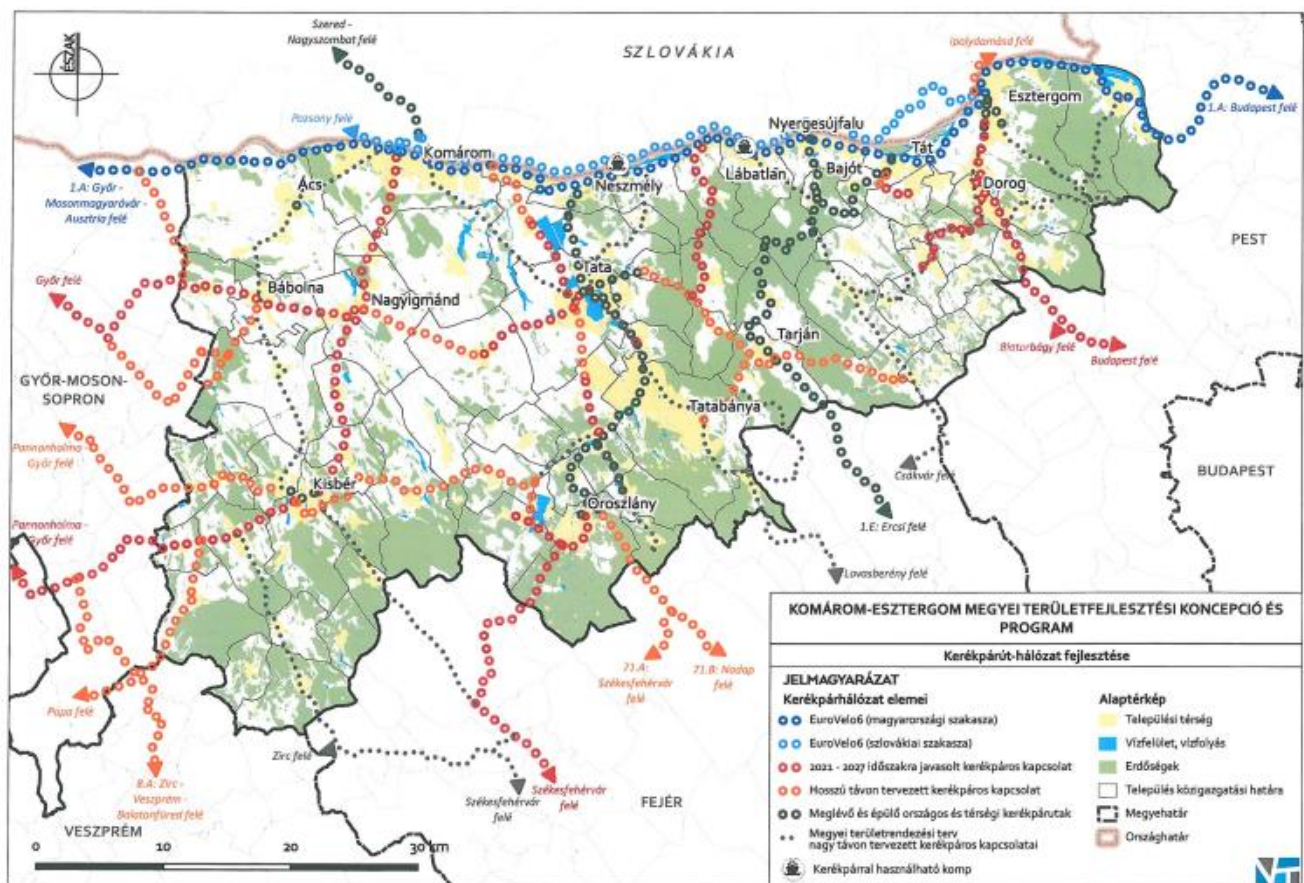 Szered -
Nagyszombat felé
SZLOVÁKIA
Ipolydamásd felé
ÉSZAK
Esztergom
1.A: Budapest felé
Pozsony felé
Nyergesújfalu
Komárom
Tát
Lábatlan
Bajót
1.A: Győr -
Mosonmagyaróvár -
Ausztria felé
Ács
Neszmély
Dorog
PEST
Tata
Győr felé
Bábolna
Nagyigmánd
Tarján
Biatorbágy felé
Budapest felé
GYŐR-MOSON-
SOPRON
Tatabánya
Pannonhalma -
Győr felé
Csákvár felé
BUDAPEST
Kisbér
Oroszlány
Pannonhalma -
Győr felé
1.E: Ercsi felé
Lovasberény felé
71.A:
Székesfehérvár
felé
71.B: Nadap
felé
Pápa felé
Zirc felé
8.A: Zirc -
Veszprém -
Balatonfüred felé
Székesfehérvár
felé
Székesfehérvár
felé
FEJÉR
VESZPRÉM
0 10 20 30 km
KOMÁROM-ESZTERGOM MEGYEI TERÜLETFEJLESZTÉSI KONCEPCIÓ ÉS
PROGRAM
Kerékpárút-hálózat fejlesztése
JELMAGYARÁZAT
Kerékpárhálózat elemei
EuroVelo6 (magyarországi szakasza)
EuroVelo6 (szlovákiai szakasza)
2021 - 2027 időszakra javasolt kerékpáros kapcsolat
Hosszú távon tervezett kerékpáros kapcsolat
Meglévő és épülő országos és térségi kerékpárutak
Megyei területrendezési terv
nagy távon tervezett kerékpáros kapcsolatai
Kerékpárral használható komp
Alaptérkép
Települési térség
Vízfelület, vízfolyás
Erdőségek
Település közigazgatási határa
Megyehatár
Országhatár